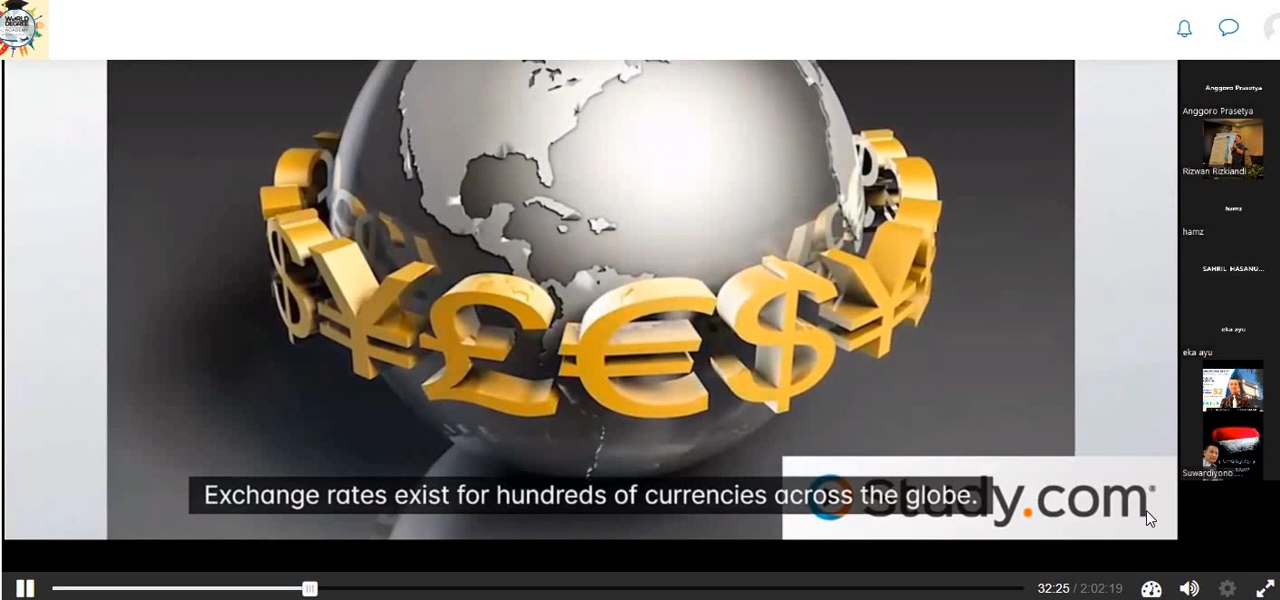 WORLD
DEGREE
ACADEMY
Anggoro Prasetya
Anggoro Prasetya
Rizwan Rizkiandi
hamz
hamz
SAHRIL HASANU...
eka ayu
eka ayu
Suwardiyono
¥ £ € $ ¥
Exchange rates exist for hundreds of currencies across the globe.
Study.com
32:25 / 2:02:19